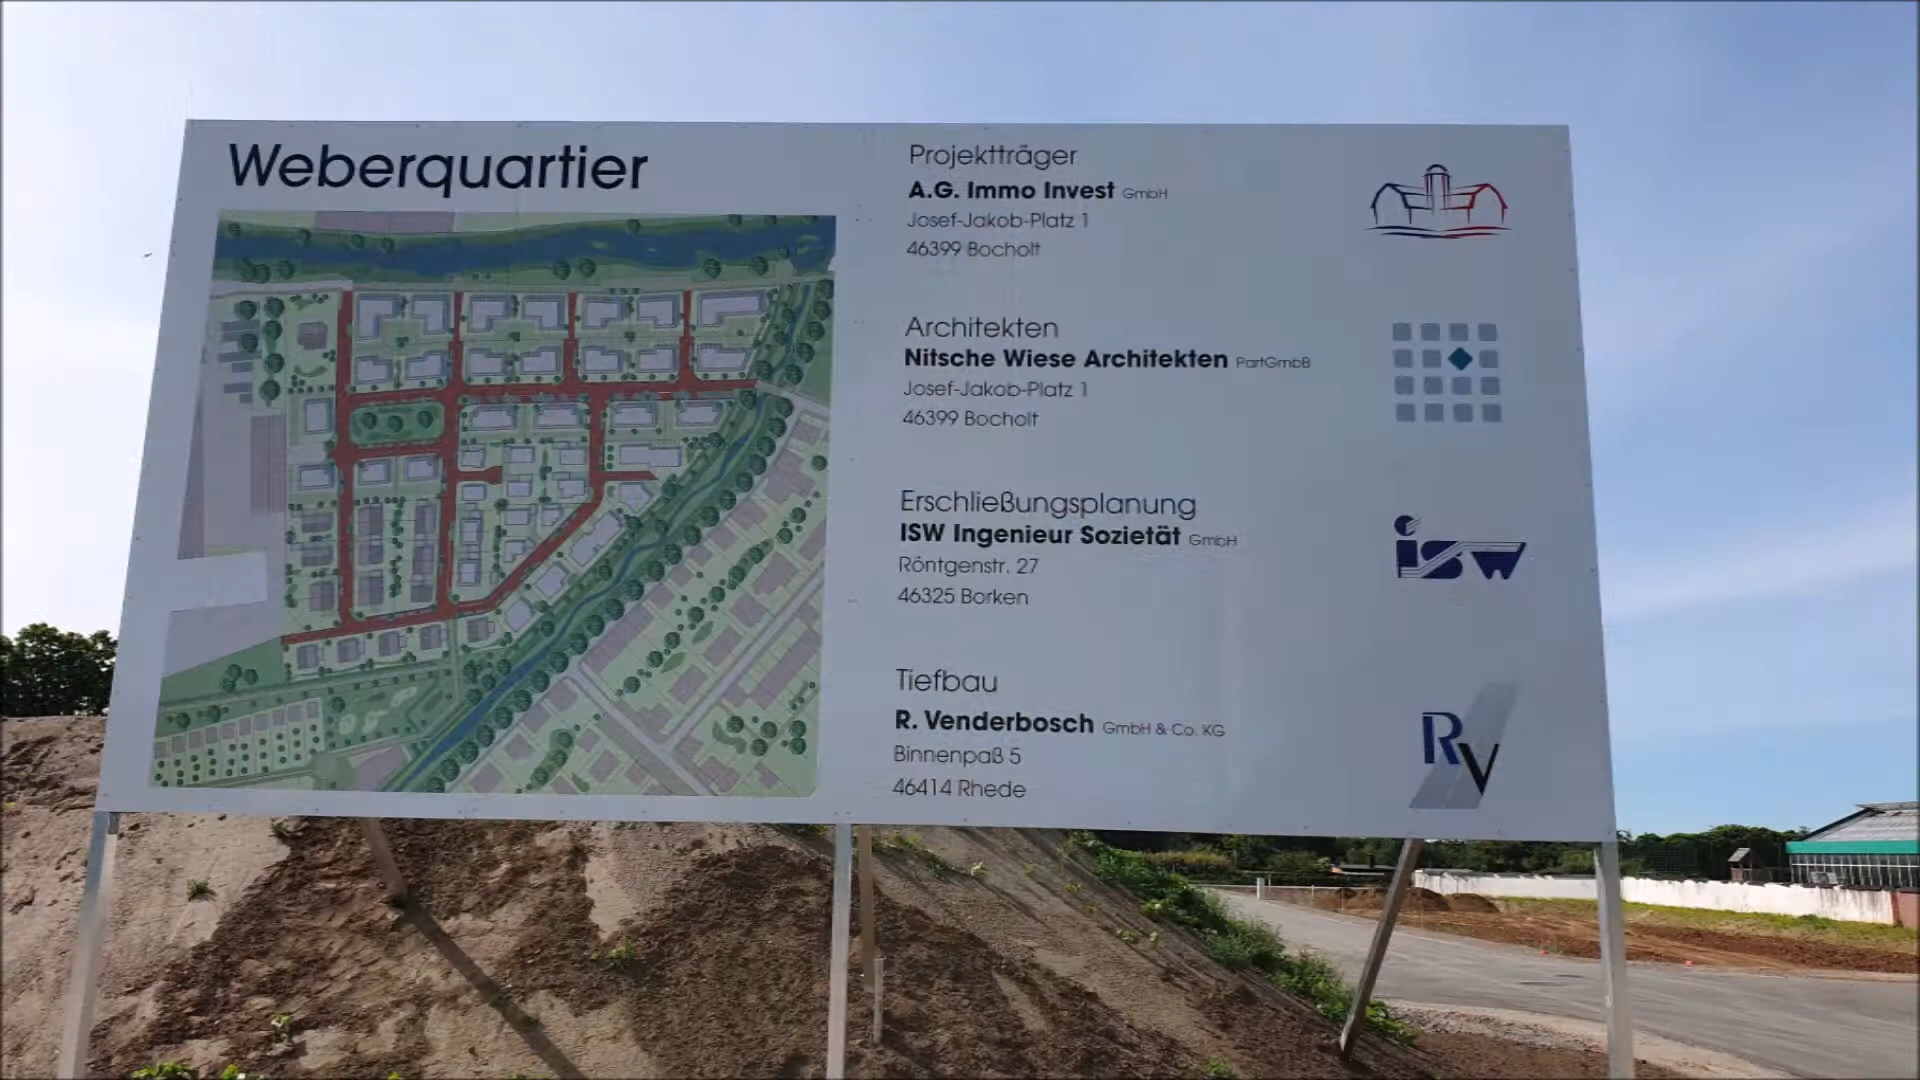 Weberquartier
Projektträger
A.G. Immo Invest GmbH
Josef-Jakob-Platz 1
46399 Bocholt
Architekten
Nitsche Wiese Architekten PartGmbB
Josef-Jakob-Platz 1
46399 Bocholt
Erschließungsplanung
ISW Ingenieur Sozietät GmbH
Röntgenstr. 27
46325 Borken
isw
Tiefbau
R. Venderbosch GmbH & Co. KG
Binnenpaß 5
46414 Rhede
RV